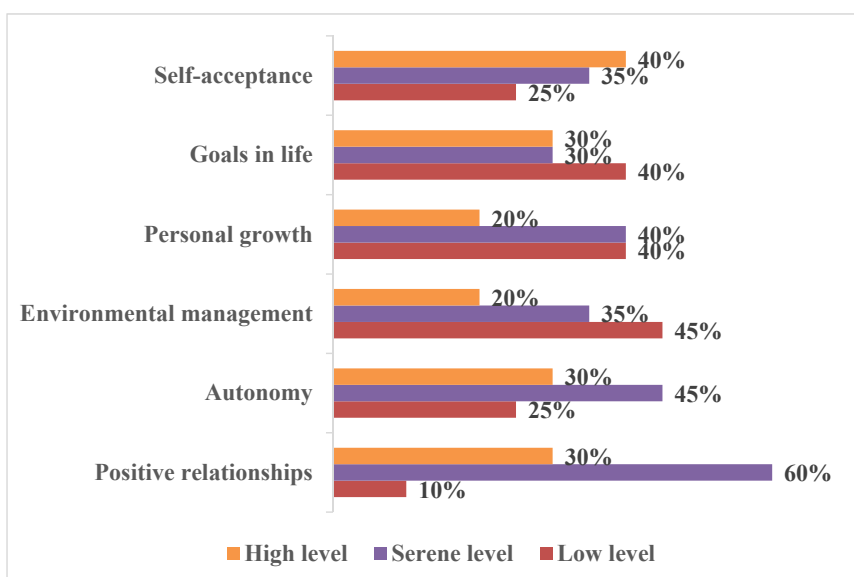 40%
Self-acceptance
35%
25%
30%
Goals in life
30%
40%
20%
Personal growth
40%
40%
20%
Environmental management
35%
45%
30%
Autonomy
45%
25%
30%
Positive relationships
60%
10%
High level Serene level Low level